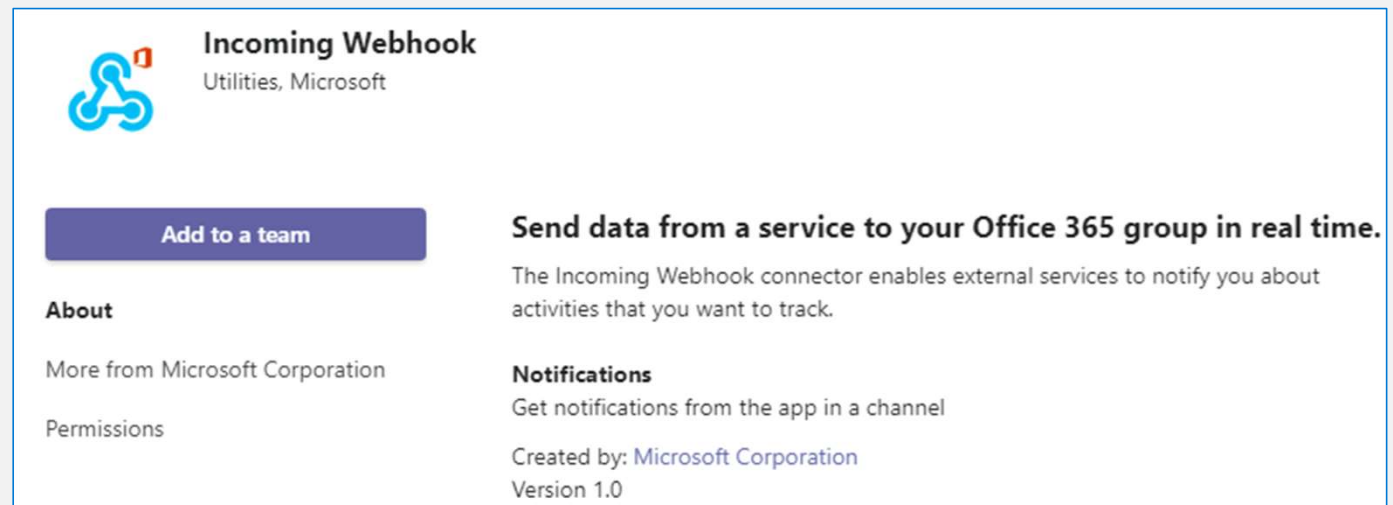 Incoming Webhook
Utilities, Microsoft
Add to a team
About
More from Microsoft Corporation
Permissions
Send data from a service to your Office 365 group in real time.
The Incoming Webhook connector enables external services to notify you about
activities that you want to track.
Notifications
Get notifications from the app in a channel
Created by: Microsoft Corporation
Version 1.0